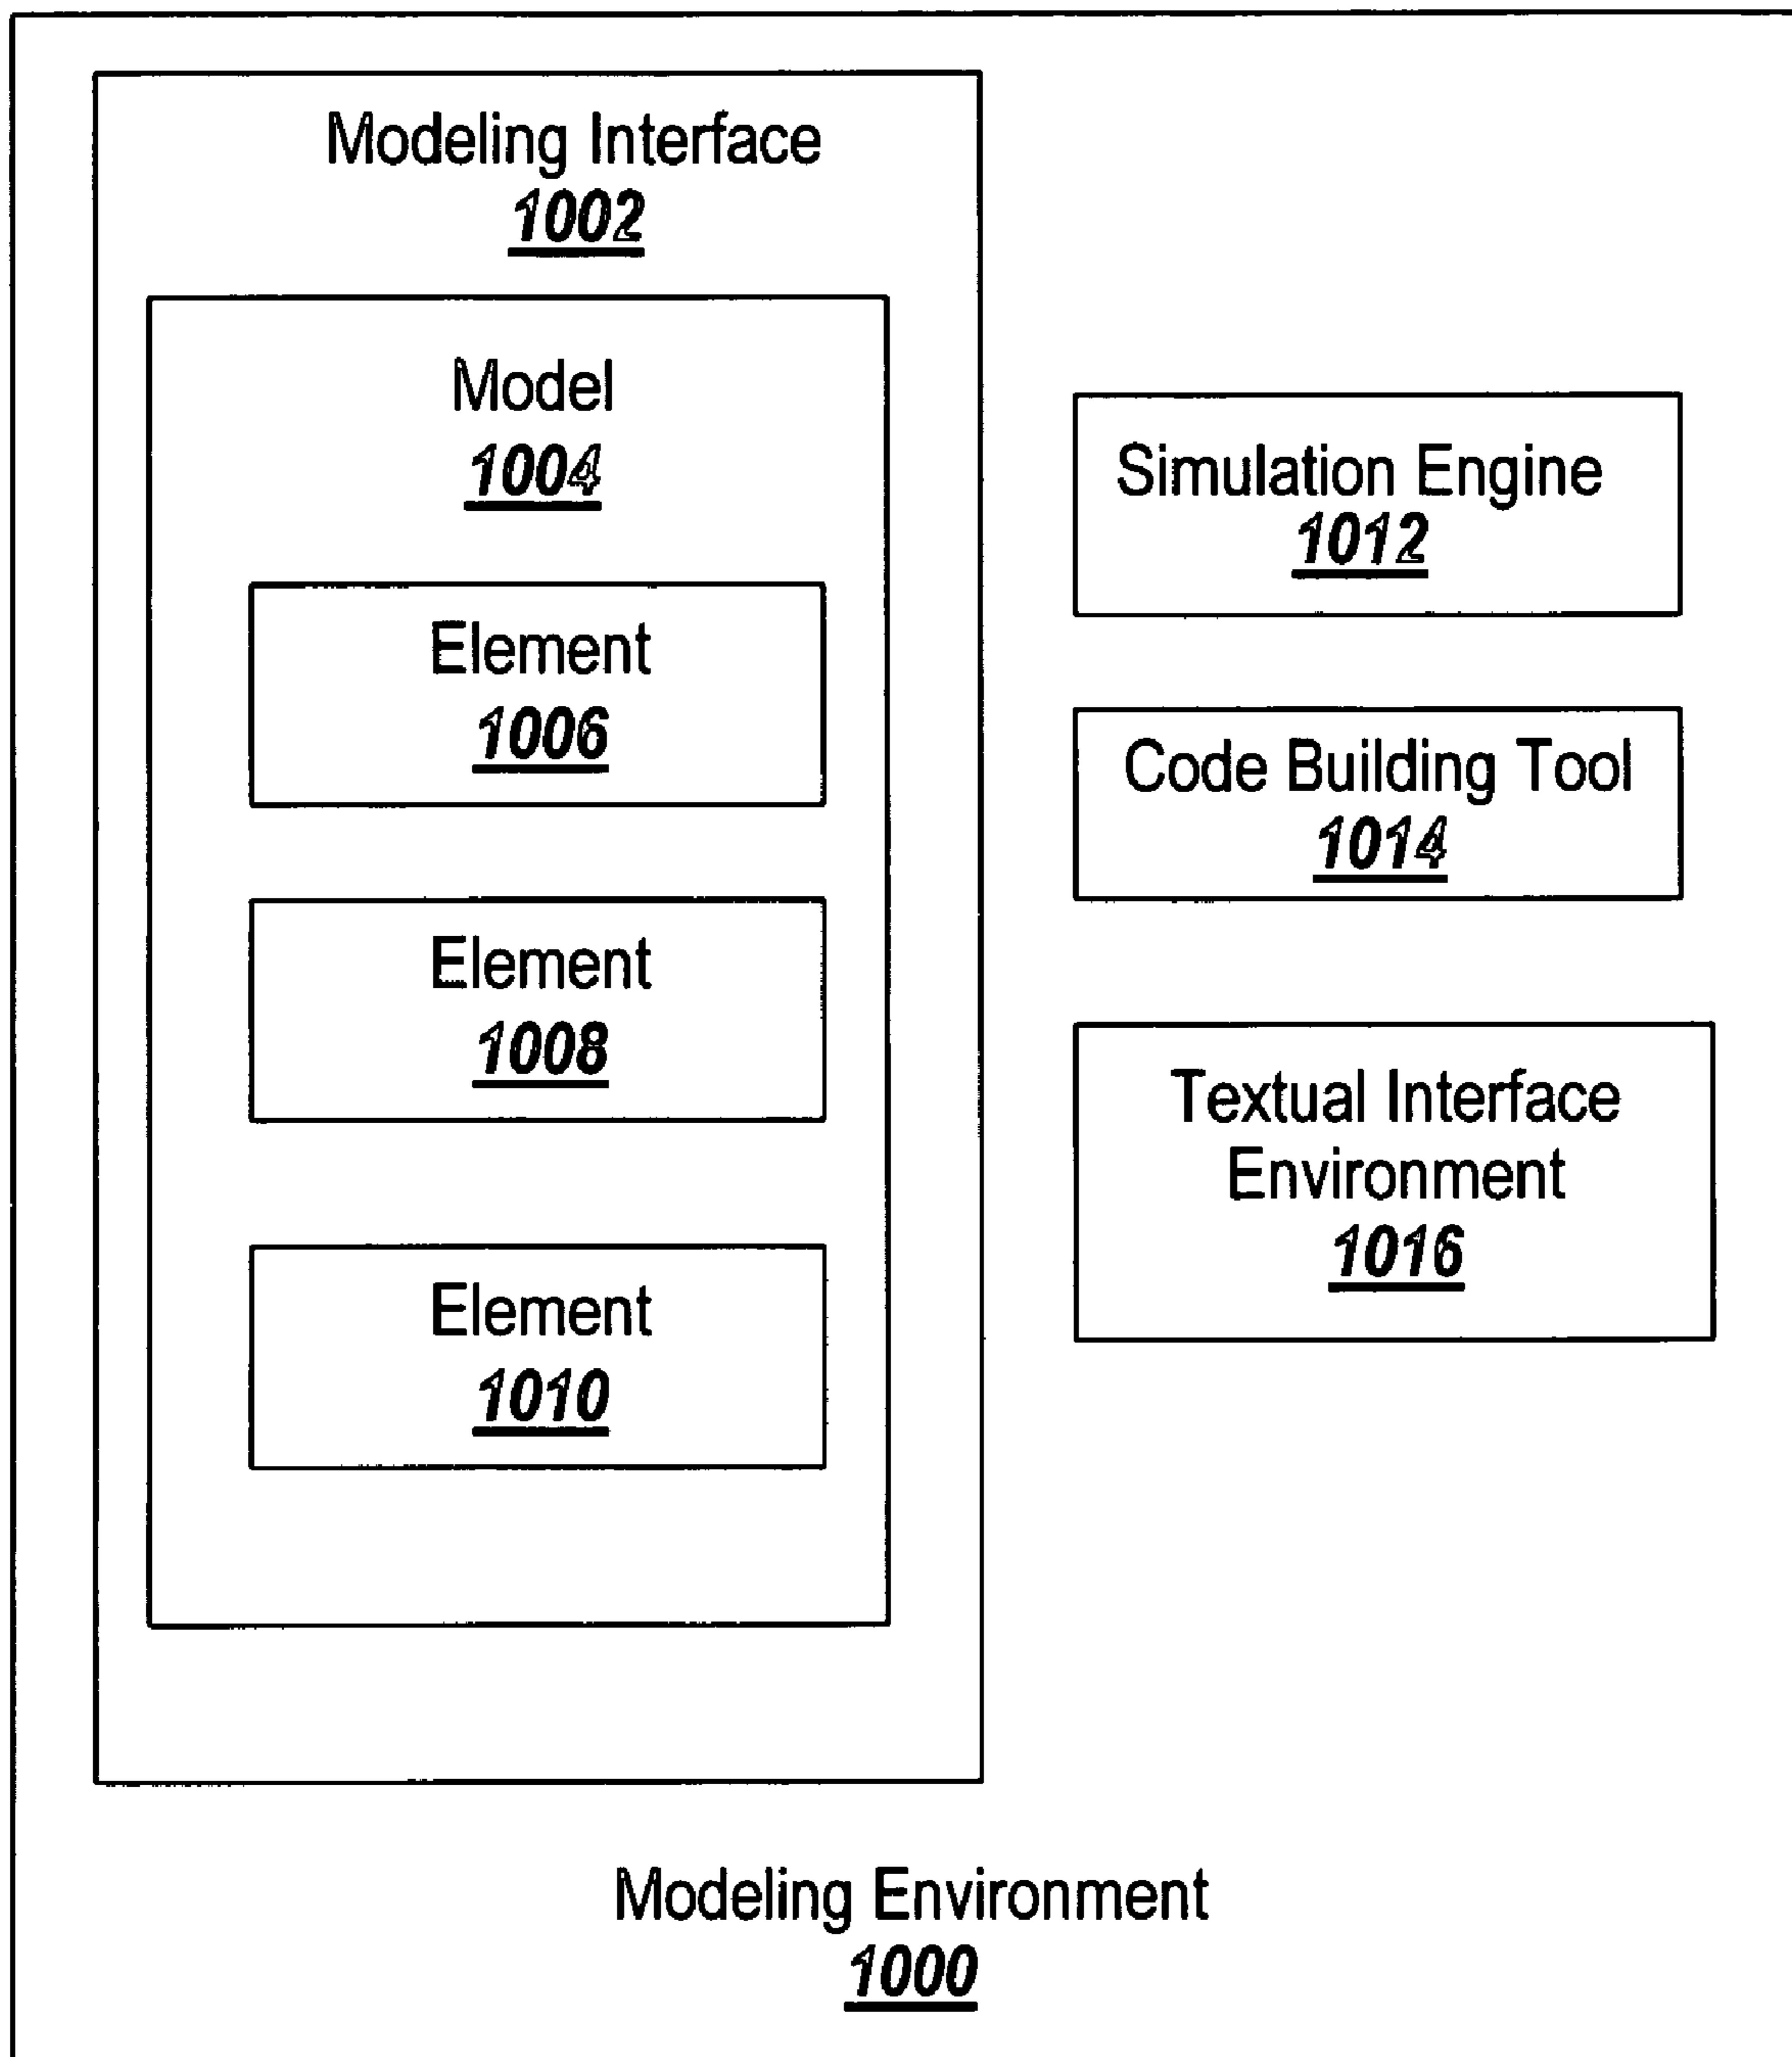 Modeling Interface
1002
Model
1004
Element
1006
Element
1008
Element
1010
Simulation Engine
1012
Code Building Tool
1014
Textual Interface
Environment
1016
Modeling Environment
1000